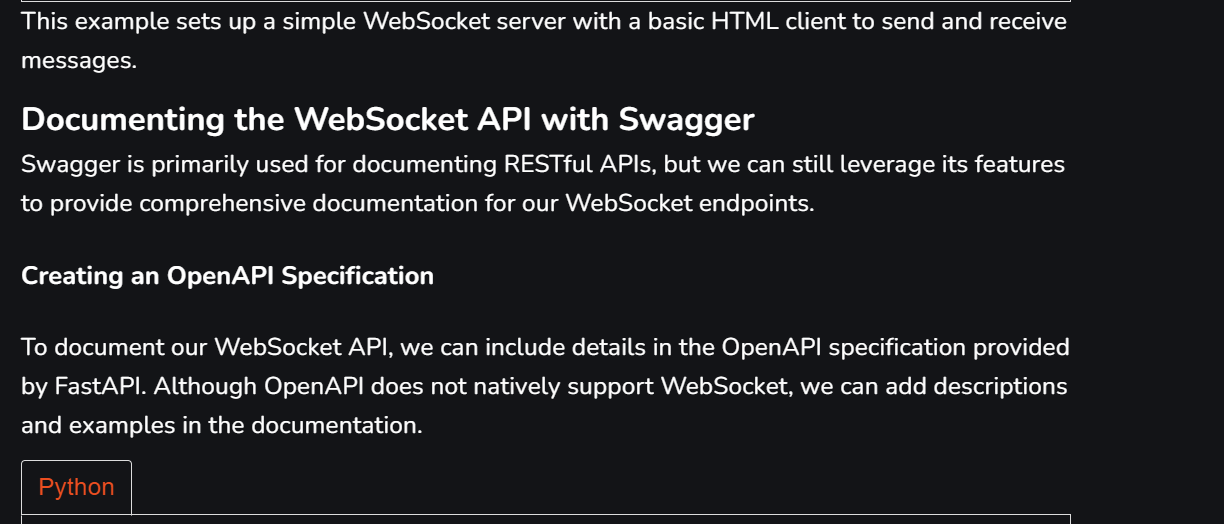 This example sets up a simple WebSocket server with a basic HTML client to send and receive
messages.
Documenting the WebSocket API with Swagger
Swagger is primarily used for documenting RESTful APIs, but we can still leverage its features
to provide comprehensive documentation for our WebSocket endpoints.
Creating an OpenAPI Specification
To document our WebSocket API, we can include details in the OpenAPI specification provided
by FastAPI. Although OpenAPI does not natively support WebSocket, we can add descriptions
and examples in the documentation.
Python